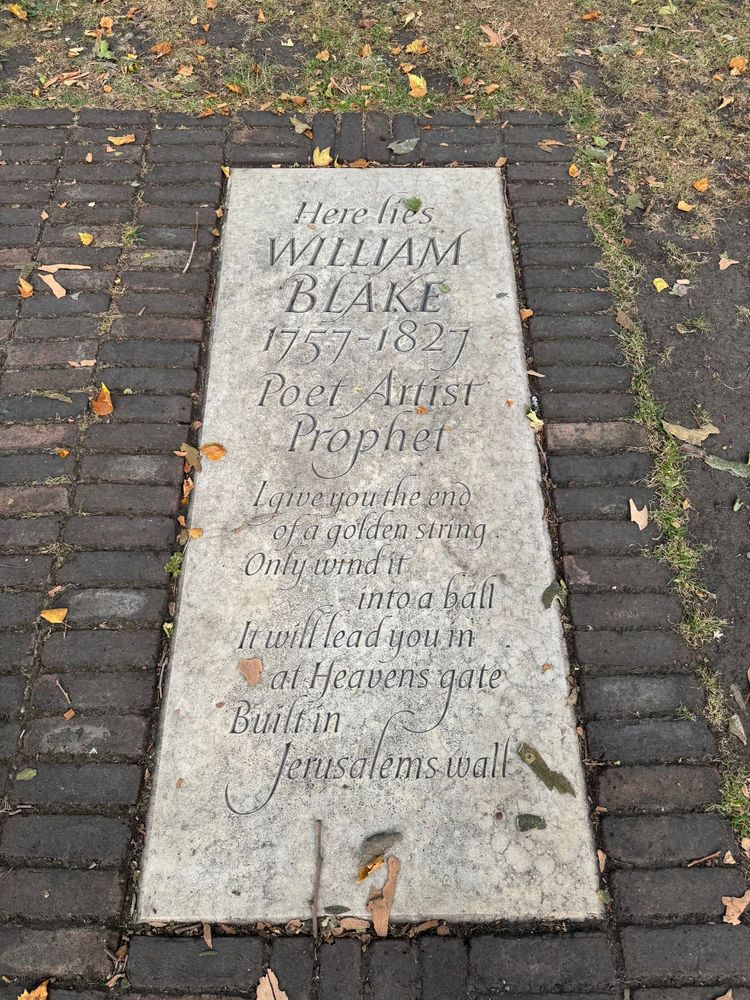 Here lies
WILLIAM
BLAKE
1757-1827
Poet Artist
Prophet
I give you the end
of a golden string
Only wind it
into a ball
It will lead you in
at Heavens gate
Built in
Jerusalems wall